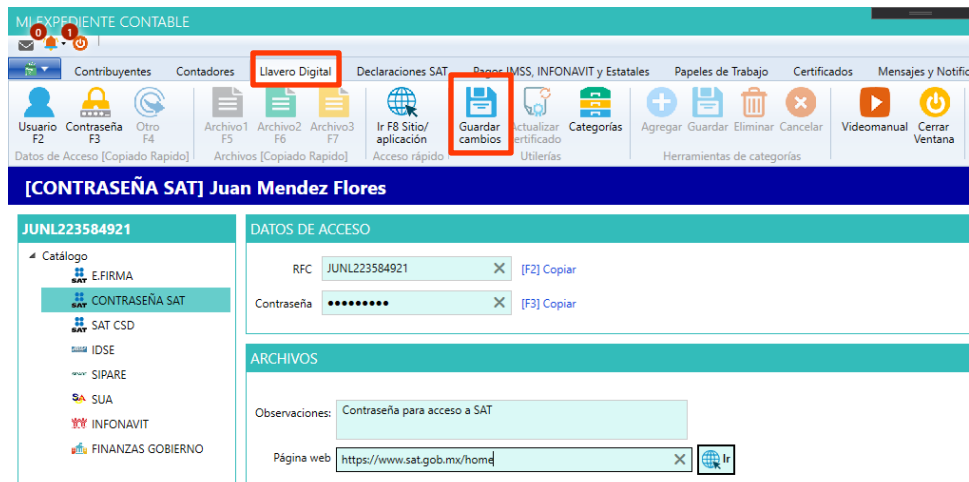 MI EXPEDIENTE CONTABLE
0 1
Contribuyentes Contadores Llavero Digital Declaraciones SAT Pagos IMSS, INFONAVIT y Estatales Papeles de Trabajo Certificados Mensajes y Notific
Usuario Contraseña Otro Archivo1 Archivo2 Archivo3 Ir F8 Sitio/ Guardar Actualizar Categorías Agregar Guardar Eliminar Cancelar Videomanual Cerrar
F2 F3 F4 F5 F6 F7 aplicación cambios certificado Ventana
Datos de Acceso [Copiado Rapido] Archivos [Copiado Rapido] Acceso rápido Utilerías Herramientas de categorías
[CONTRASEÑA SAT] Juan Mendez Flores
JUNL223584921
Catálogo
SAT E.FIRMA
SAT CONTRASEÑA SAT
SAT SAT CSD
IDSE
SIPARE
SA SUA
INFONAVIT
FINANZAS GOBIERNO
DATOS DE ACCESO
RFC JUNL223584921 [F2] Copiar
Contraseña ●●●●●●●●● [F3] Copiar
ARCHIVOS
Observaciones: Contraseña para acceso a SAT
Página web https://www.sat.gob.mx/home Ir